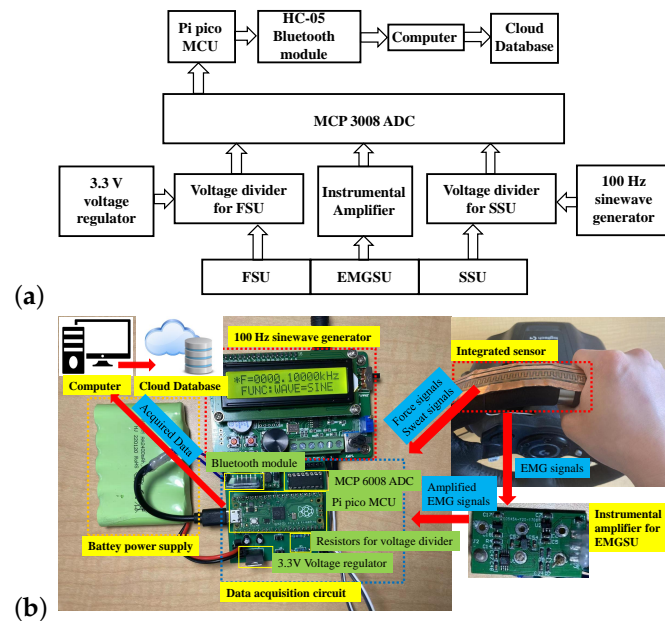 Pi pico
MCU
HC-05
Bluetooth
module
Computer
Cloud
Database
MCP 3008 ADC
3.3 V
voltage
regulator
Voltage divider
for FSU
Instrumental
Amplifier
Voltage divider
for SSU
100 Hz
sinewave
generator
FSU
EMGSU
SSU
(a)
100 Hz sinewave generator
Integrated sensor
Computer
Cloud Database
*F=0000.10000kHz
FUNC:WAVE=SINE
Force signals
Sweat signals
Acquired Data
Bluetooth module
MCP 6008 ADC
Pi pico MCU
Amplified
EMG signals
EMG signals
Resistors for voltage divider
Instrumental
amplifier for
EMGSU
Battey power supply
3.3V Voltage regulator
Data acquisition circuit
(b)